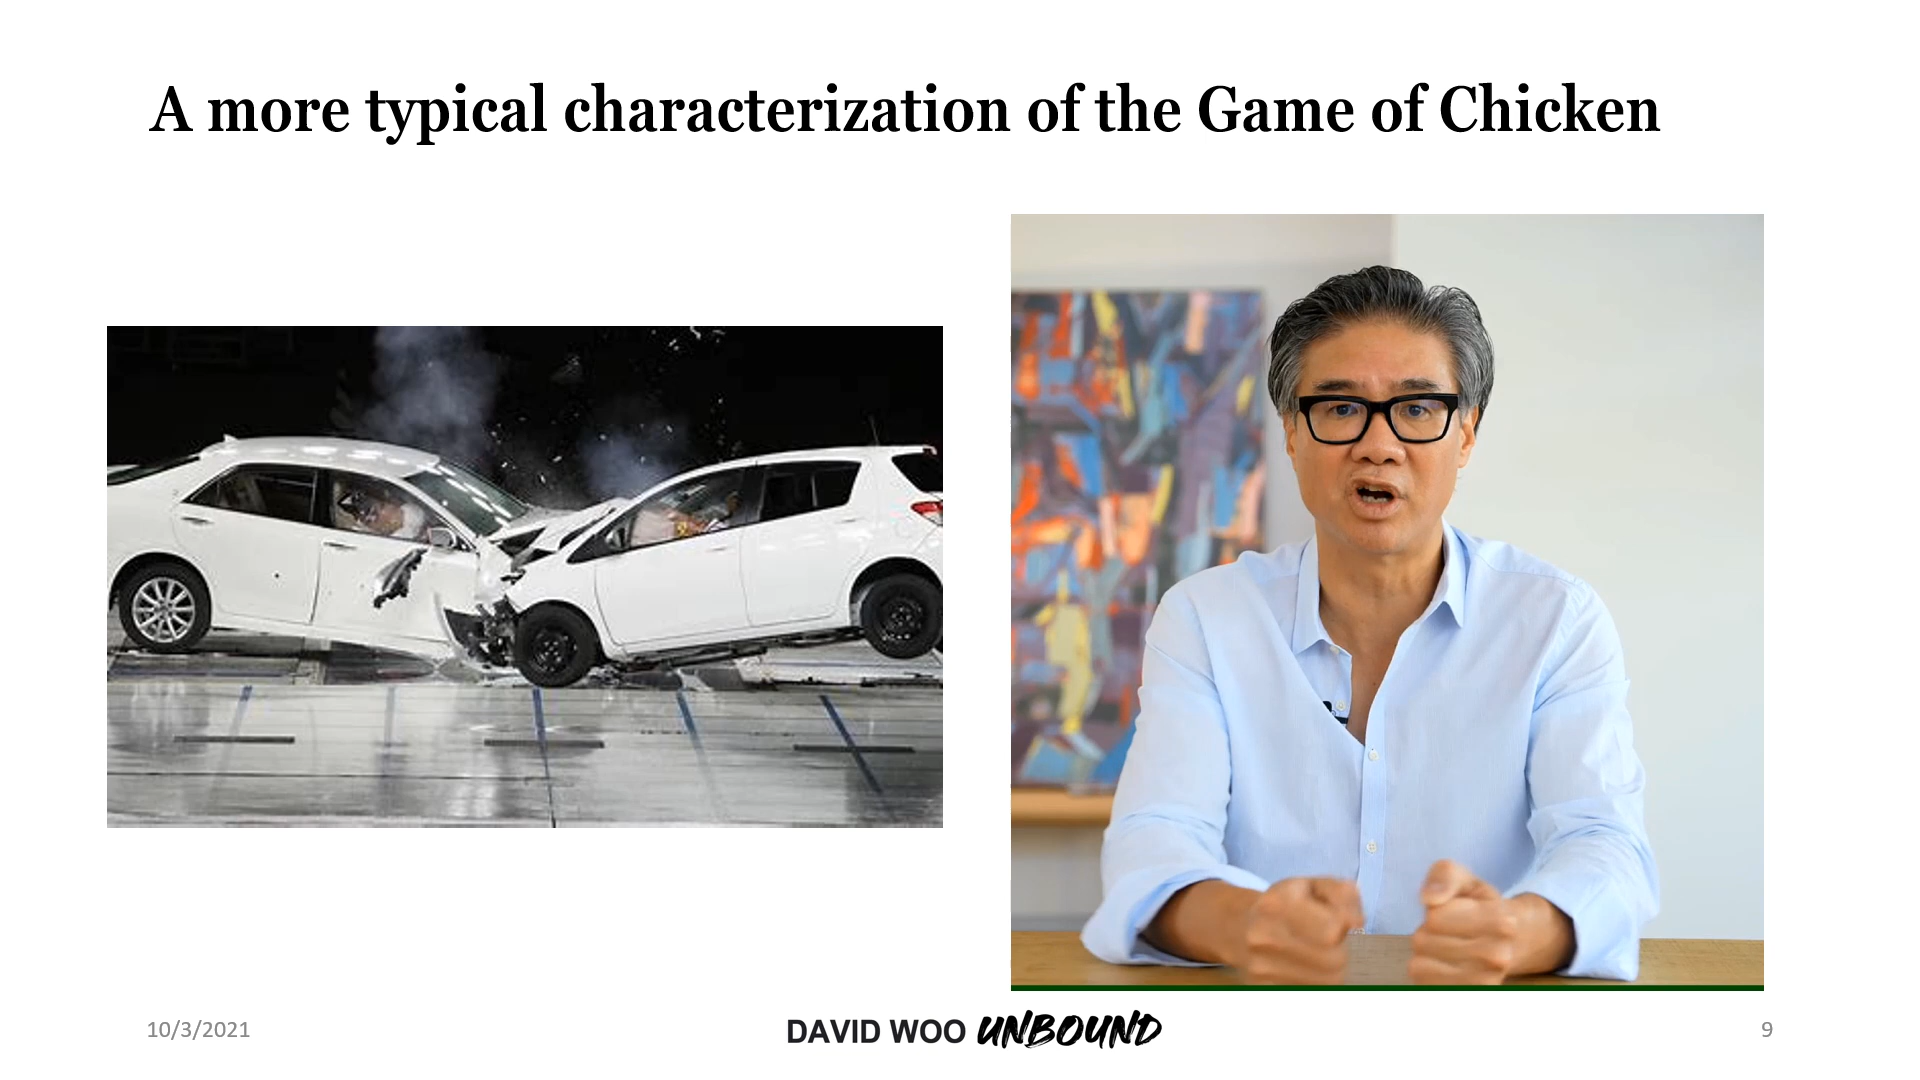 A more typical characterization of the Game of Chicken
10/3/2021
DAVID WOO UNBOUND
9